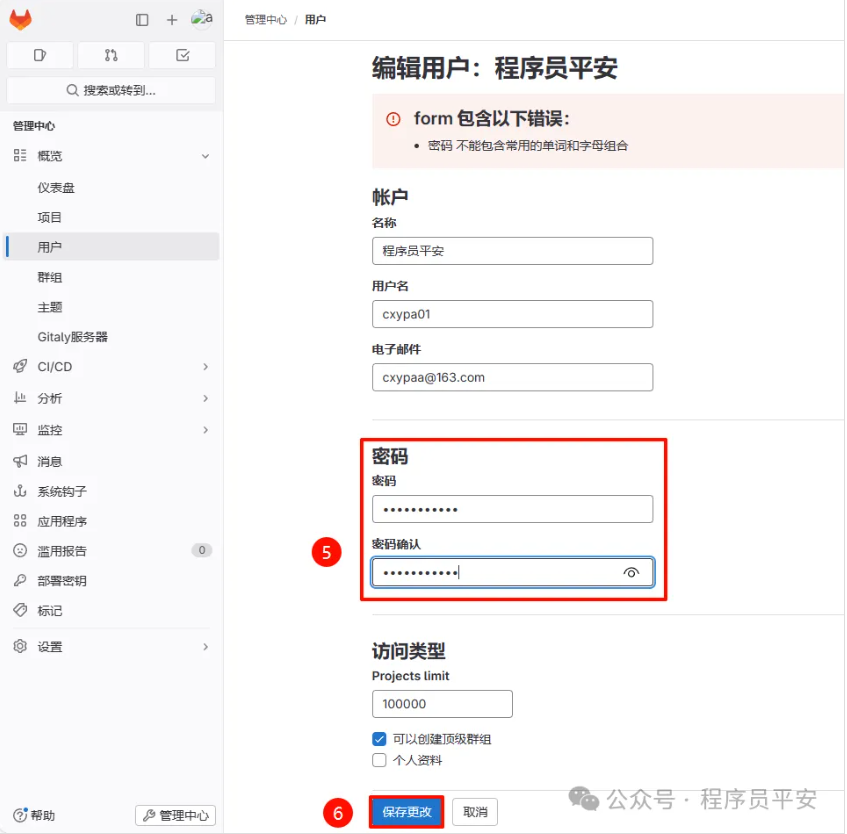 管理中心 / 用户
搜索或转到...
管理中心
概览
仪表盘
项目
用户
群组
主题
Gitaly服务器
CI/CD
分析
监控
消息
系统钩子
应用程序
滥用报告 0
部署密钥
标记
设置
帮助
管理中心
编辑用户：程序员平安
form 包含以下错误：
• 密码 不能包含常用的单词和字母组合
帐户
名称
程序员平安
用户名
cxypa01
电子邮件
cxypaa@163.com
密码
密码
•••••••••••
5
密码确认
•••••••••••
访问类型
Projects limit
100000
可以创建顶级群组
个人资料
6
保存更改 取消
公众号 · 程序员平安